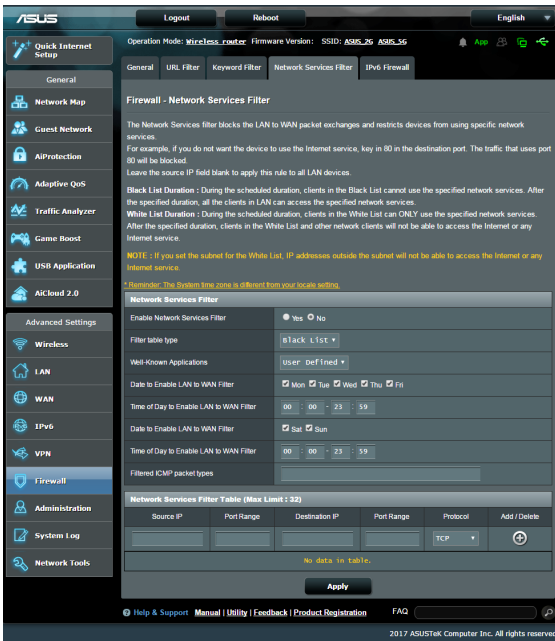 ASUS
Logout
Reboot
English
Quick Internet Setup
Operation Mode: Wireless router Firmware Version: SSID: ASUS_2G ASUS_5G
App
General
Network Map
Guest Network
AiProtection
Adaptive QoS
Traffic Analyzer
Game Boost
USB Application
AiCloud 2.0
Advanced Settings
Wireless
LAN
WAN
IPv6
VPN
Firewall
Administration
System Log
Network Tools
General URL Filter Keyword Filter Network Services Filter IPv6 Firewall
Firewall - Network Services Filter
The Network Services filter blocks the LAN to WAN packet exchanges and restricts devices from using specific network
services.
For example, if you do not want the device to use the Internet service, key in 80 in the destination port. The traffic that uses port
80 will be blocked.
Leave the source IP field blank to apply this rule to all LAN devices.
Black List Duration : During the scheduled duration, clients in the Black List cannot use the specified network services. After
the specified duration, all the clients in LAN can access the specified network services.
White List Duration : During the scheduled duration, clients in the White List can ONLY use the specified network services.
After the specified duration, clients in the White List and other network clients will not be able to access the Internet or any
Internet service.
NOTE : If you set the subnet for the White List, IP addresses outside the subnet will not be able to access the Internet or any
Internet service.
* Reminder: The System time zone is different from your locale setting.
Network Services Filter
Enable Network Services Filter Yes No
Filter table type Black List
Well-Known Applications User Defined
Date to Enable LAN to WAN Filter Mon Tue Wed Thu Fri
Time of Day to Enable LAN to WAN Filter 00 : 00 - 23 : 59
Date to Enable LAN to WAN Filter Sat Sun
Time of Day to Enable LAN to WAN Filter 00 : 00 - 23 : 59
Filtered ICMP packet types
Network Services Filter Table (Max Limit : 32)
Source IP Port Range Destination IP Port Range Protocol Add / Delete
TCP
No data in table.
Apply
Help & Support Manual | Utility | Feedback | Product Registration FAQ
2017 ASUSTeK Computer Inc. All rights reserve